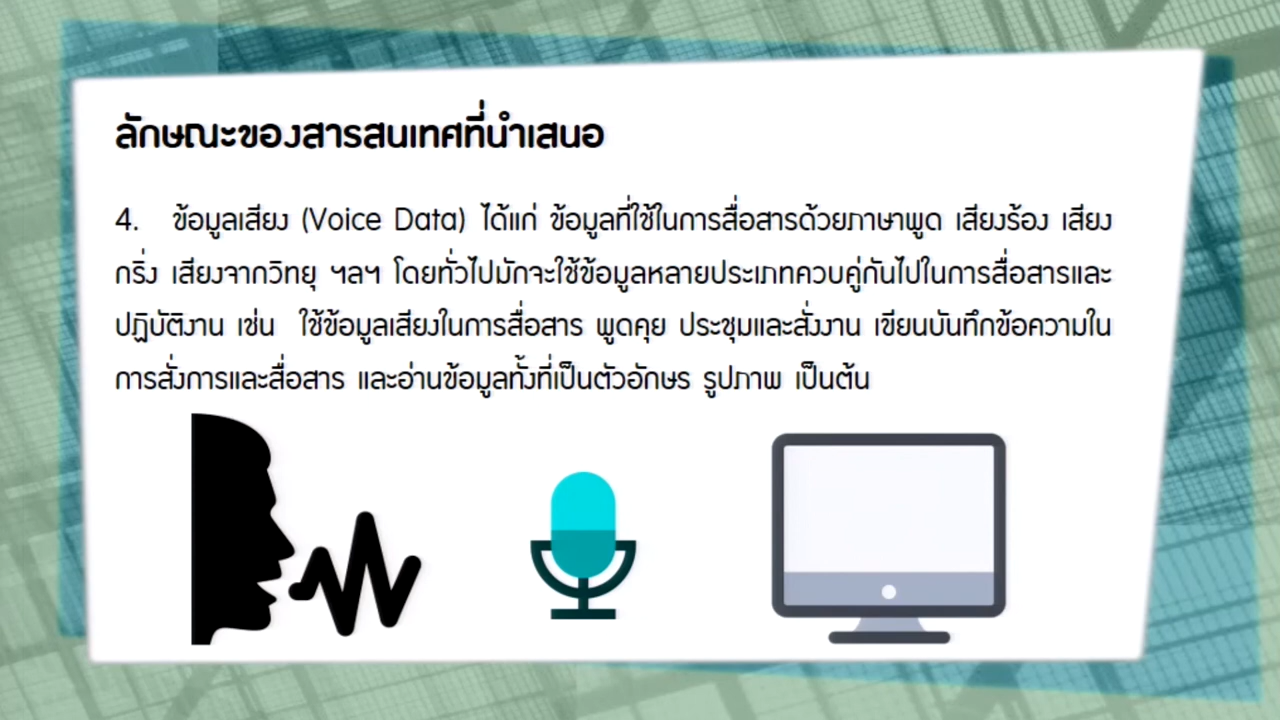 ลักษณะของสารสนเทศที่นำเสนอ
4. ข้อมูลเสียง (Voice Data) ได้แก่ ข้อมูลที่ใช้ในการสื่อสารด้วยภาษาพูด เสียงร้อง เสียง
กริ่ง เสียงจากวิทยุ ฯลฯ โดยทั่วไปมักจะใช้ข้อมูลหลายประเภทควบคู่กันไปในการสื่อสารและ
ปฏิบัติงาน เช่น ใช้ข้อมูลเสียงในการสื่อสาร พูดคุย ประชุมและสั่งงาน เขียนบันทึกข้อความใน
การสั่งการและสื่อสาร และอ่านข้อมูลทั้งที่เป็นตัวอักษร รูปภาพ เป็นต้น